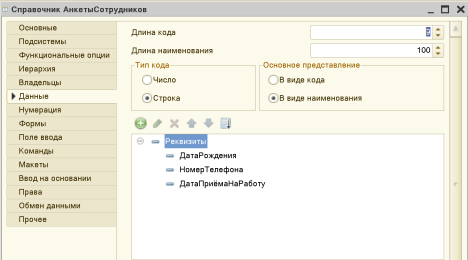 Справочник АнкетыСотрудников
Основные
Подсистемы
Функциональные опции
Иерархия
Владельцы
Данные
Нумерация
Формы
Поле ввода
Команды
Макеты
Ввод на основании
Права
Обмен данными
Прочее
Длина кода
Длина наименования 100
Тип кода
Число
Строка
Основное представление
В виде кода
В виде наименования
Реквизиты
ДатаРождения
НомерТелефона
ДатаПриёмаНаРаботу